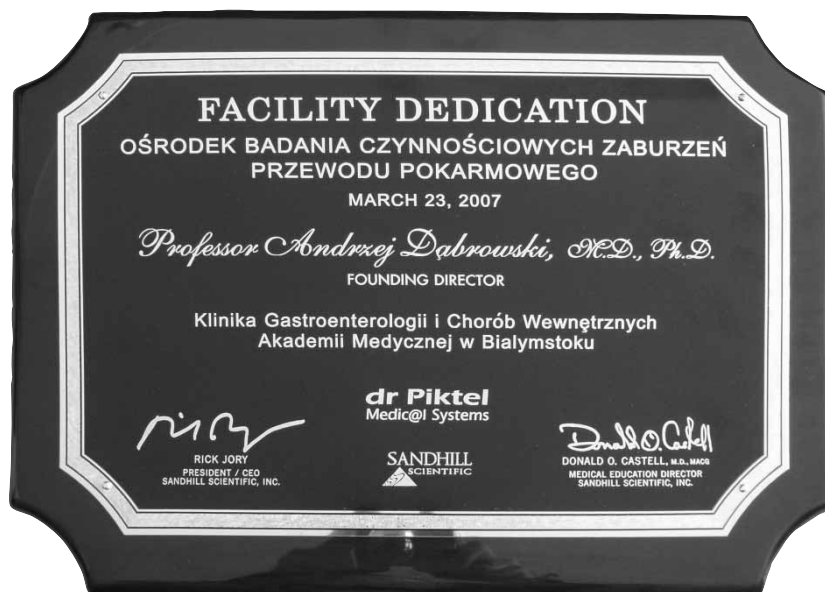 FACILITY DEDICATION
OŚRODEK BADANIA CZYNNOŚCIOWYCH ZABURZEŃ
PRZEWODU POKARMOWEGO
MARCH 23, 2007
Professor Andrzej Dąbrowski, M.D., Ph.D.
FOUNDING DIRECTOR
Klinika Gastroenterologii i Chorób Wewnętrznych
Akademii Medycznej w Bialymstoku
dr Piktel
Medic@l Systems
RICK JORY
PRESIDENT / CEO
SANDHILL SCIENTIFIC, INC.
SANDHILL
SCIENTIFIC
Donald O. Castell
DONALD O. CASTELL, M.D., MACG
MEDICAL EDUCATION DIRECTOR
SANDHILL SCIENTIFIC, INC.